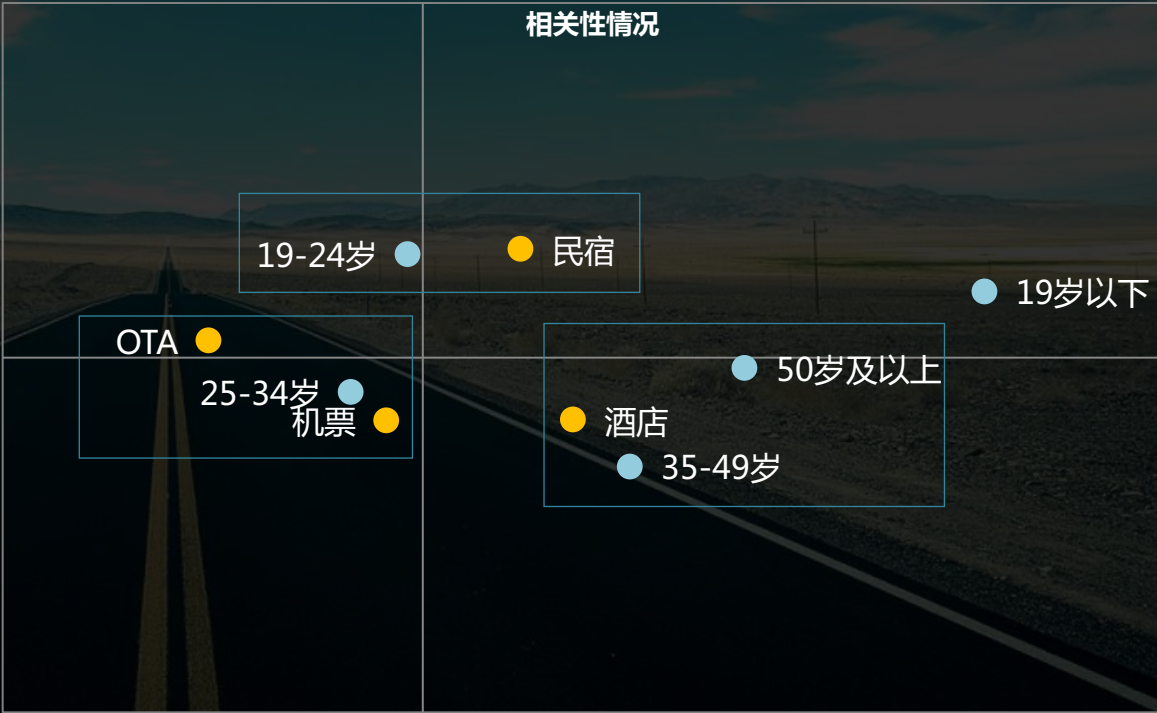 相关性情况
19-24岁
民宿
19岁以下
OTA
50岁及以上
25-34岁
机票
酒店
35-49岁